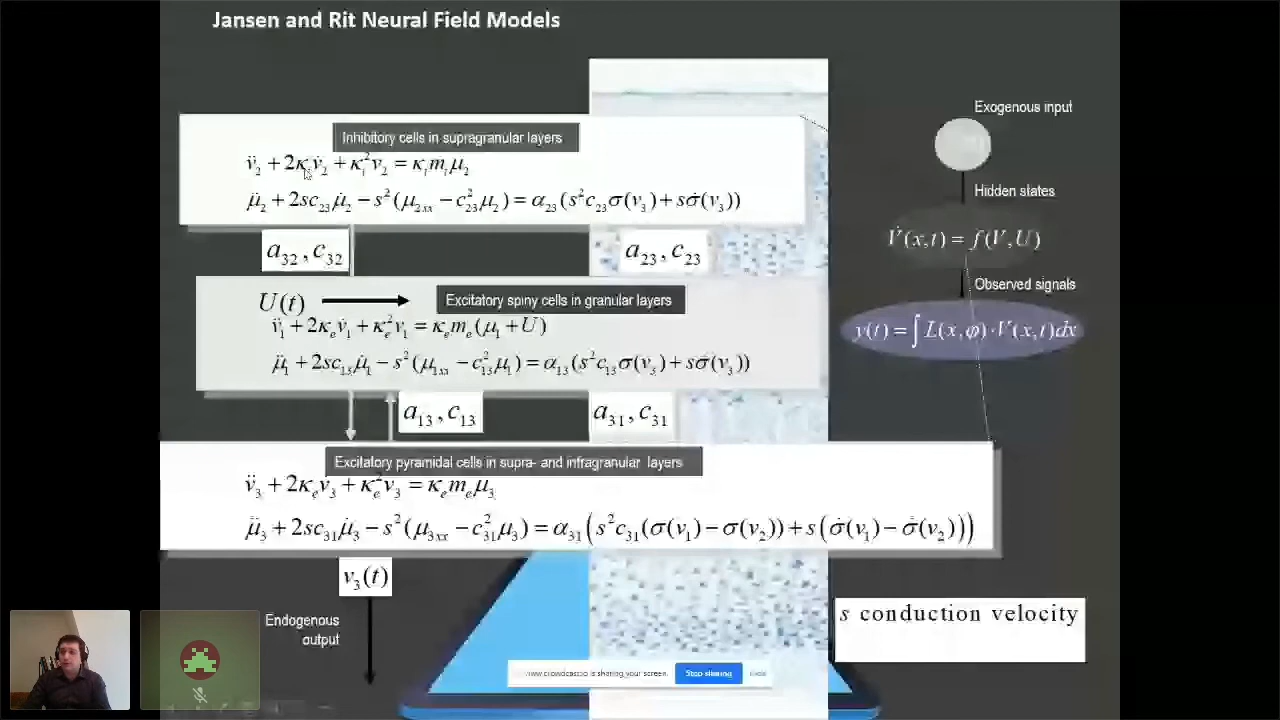 Jansen and Rit Neural Field Models
Exogenous input
Inhibitory cells in supragranular layers
v̈₂ + 2κᵢv̇₂ + κᵢ²v₂ = κᵢmᵢμ₂
Hidden states
μ̈₂ + 2sc₂₃μ̇₂ − s²(μ₂ₓₓ − c₂₃²μ₂) = α₂₃(s²c₂₃σ(v₃) + sσ̇(v₃))
V̇(x,t) = f(V,U)
a₃₂, c₃₂
a₂₃, c₂₃
Observed signals
U(t)
Excitatory spiny cells in granular layers
v̈₁ + 2κₑv̇₁ + κₑ²v₁ = κₑmₑ(μ₁ + U)
y(t) = ∫ L(x,φ)·V(x,t)dx
μ̈₁ + 2sc₁₃μ̇₁ − s²(μ₁ₓₓ − c₁₃²μ₁) = α₁₃(s²c₁₃σ(v₃) + sσ̇(v₃))
a₁₃, c₁₃
a₃₁, c₃₁
Excitatory pyramidal cells in supra- and infragranular layers
v̈₃ + 2κₑv̇₃ + κₑ²v₃ = κₑmₑμ₃
μ̈₃ + 2sc₃₁μ̇₃ − s²(μ₃ₓₓ − c₃₁²μ₃) = α₃₁(s²c₃₁(σ(v₁) − σ(v₂)) + s(σ̇(v₁) − σ̇(v₂)))
v₃(t)
Endogenous
output
s conduction velocity
is sharing your screen.
Stop sharing